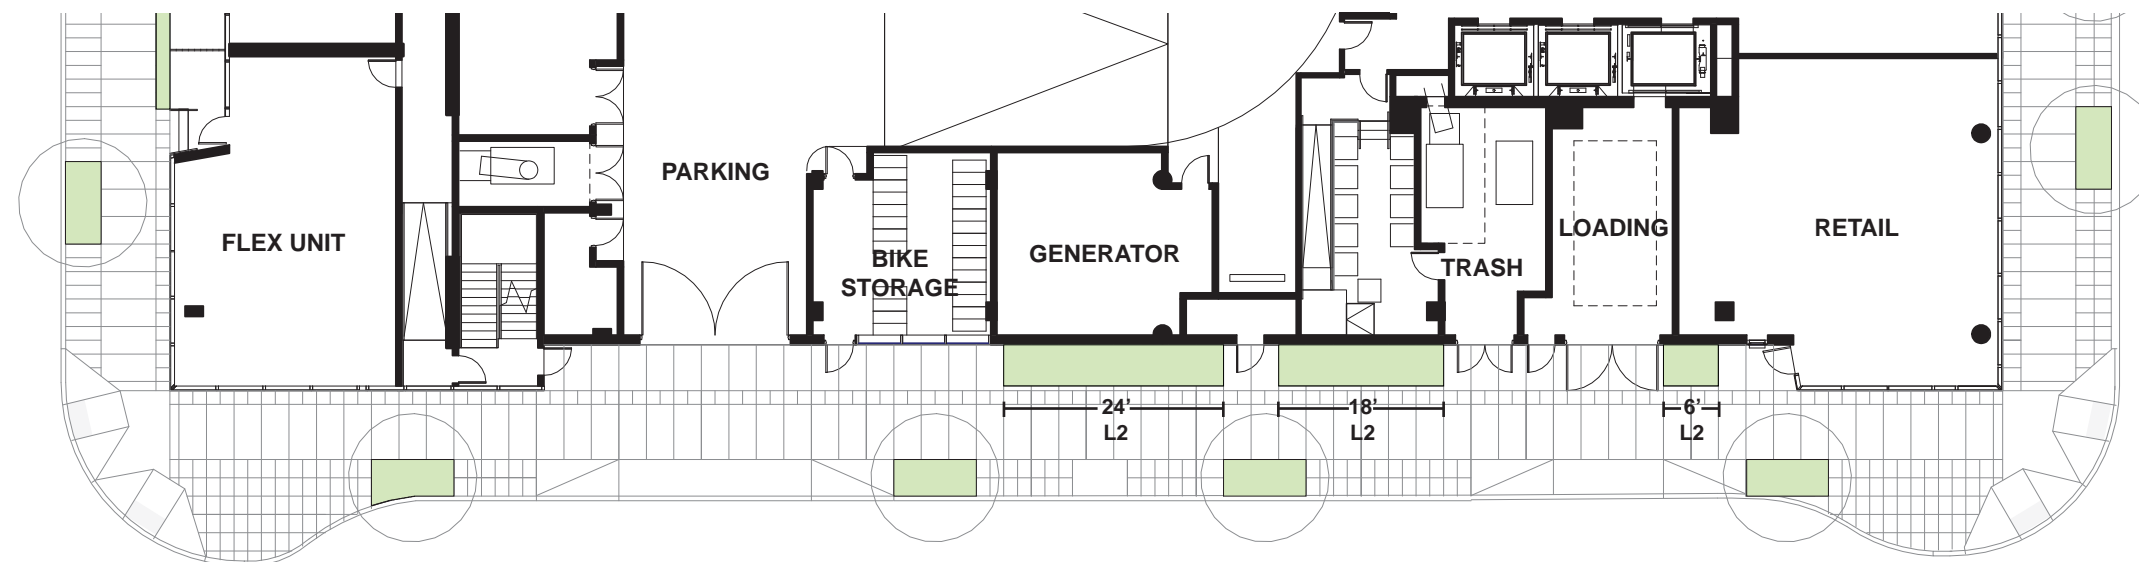 PARKING
FLEX UNIT
BIKE
STORAGE
GENERATOR
TRASH
LOADING
RETAIL
24’
L2
18’
L2
6’
L2